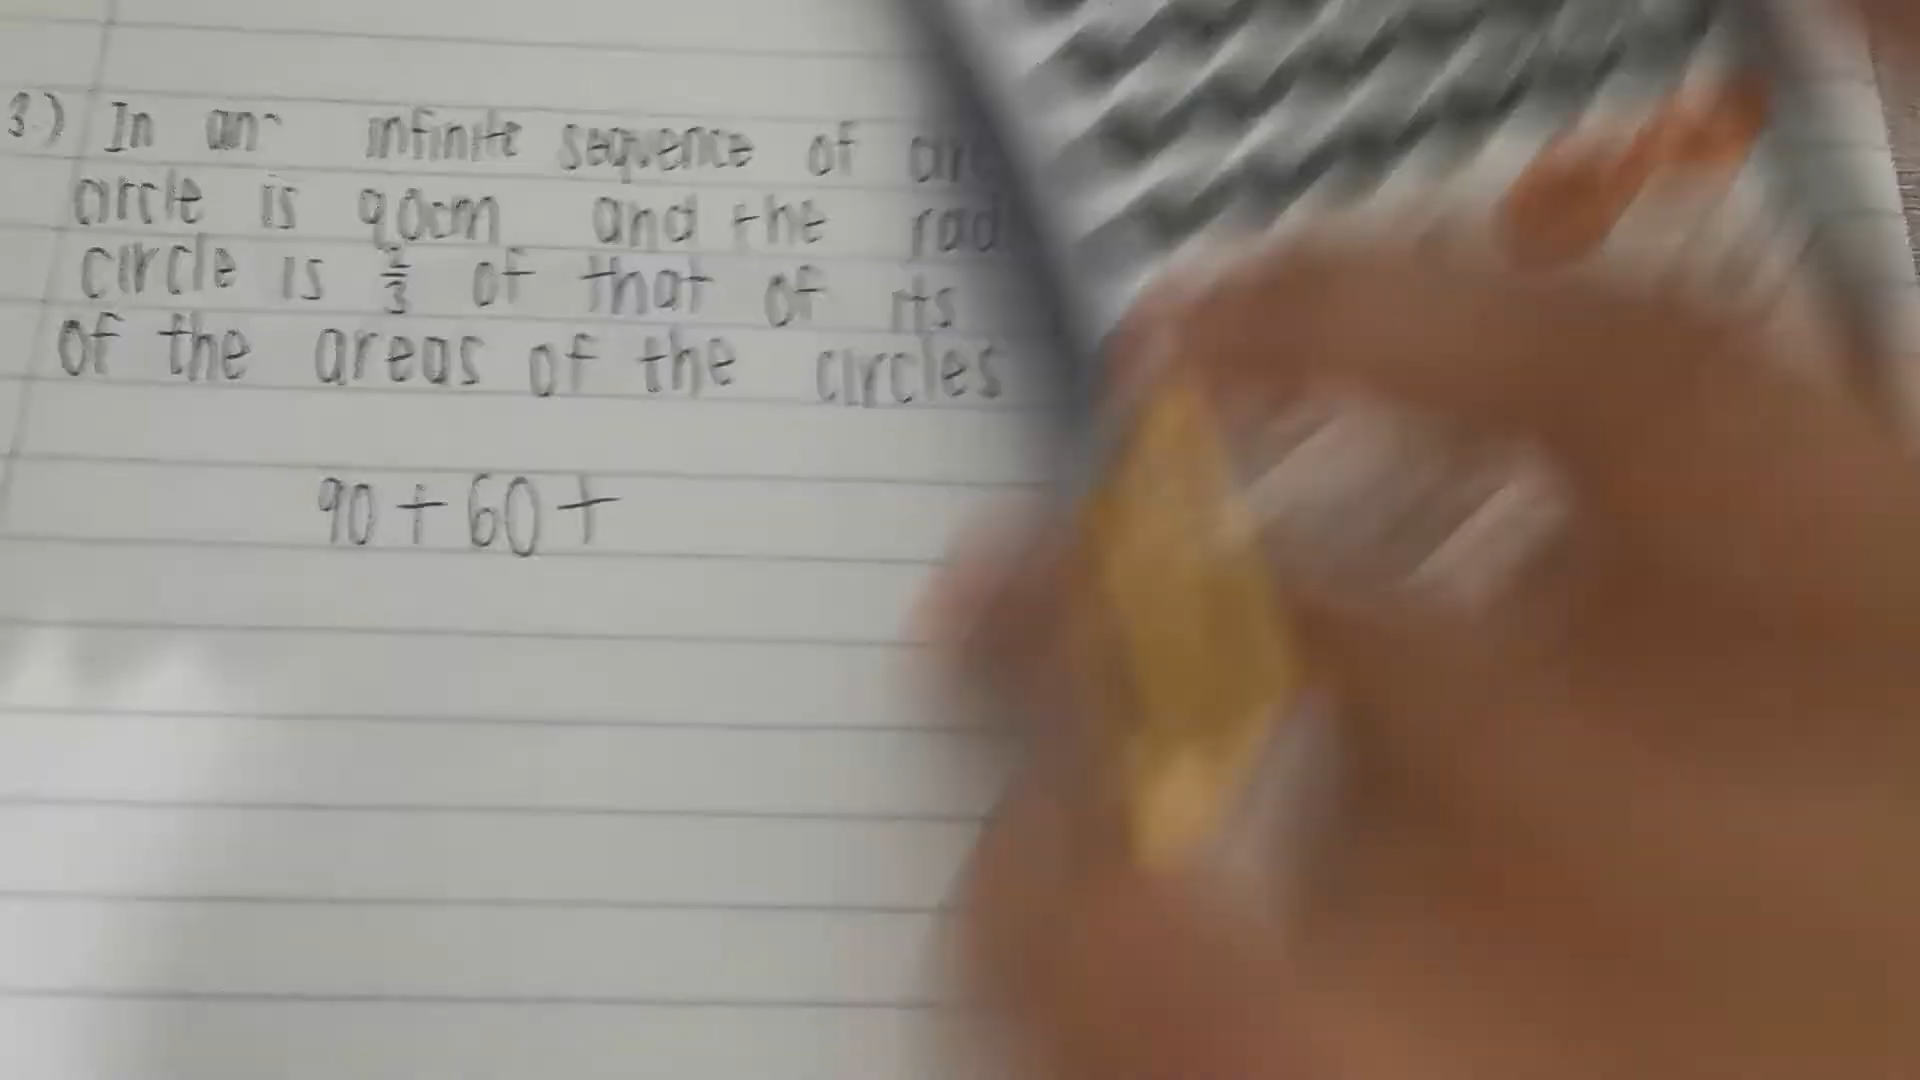 3.) In an infinite sequence of
circle is 90cm and the
circle is 2/3 of that of its
of the areas of the circles
90 + 60 +